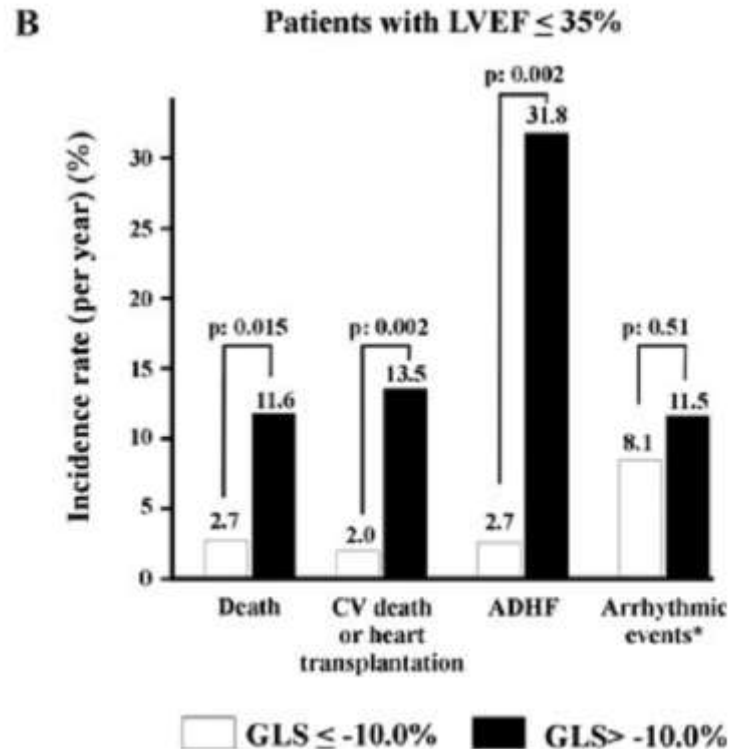 B
Patients with LVEF ≤ 35%
Incidence rate (per year) (%)
30
25
20
15
10
5
0
p: 0.015
2.7
11.6
p: 0.002
2.0
13.5
p: 0.002
2.7
31.8
p: 0.51
8.1
11.5
Death
CV death
or heart
transplantation
ADHF
Arrhythmic
events*
GLS ≤ -10.0%
GLS> -10.0%